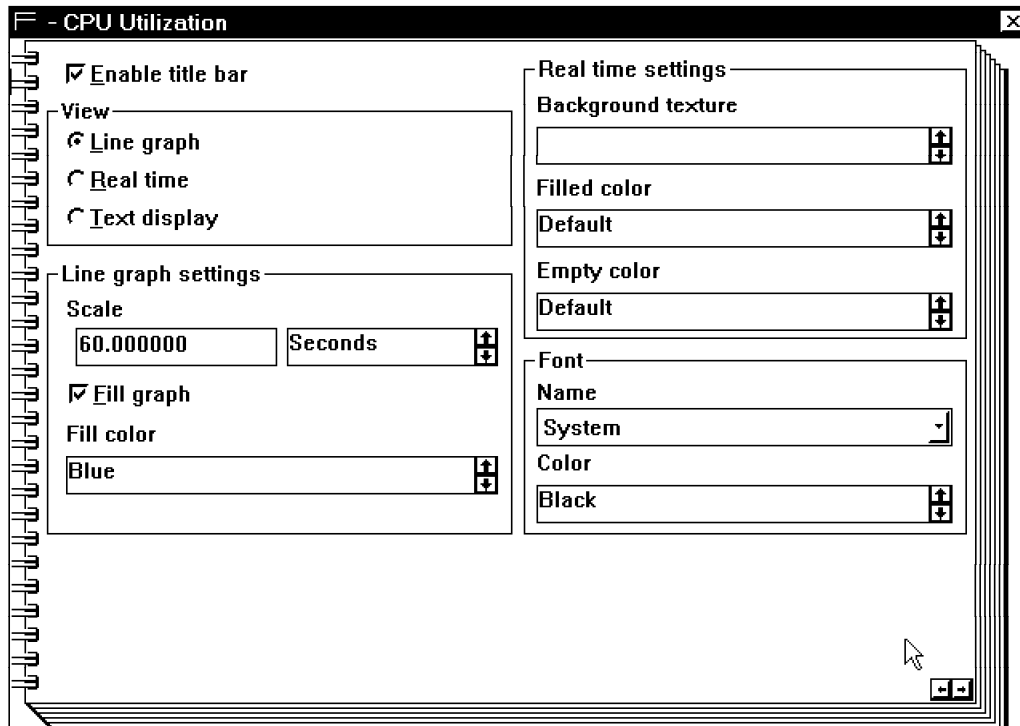 - CPU Utilization
Enable title bar
View
Line graph
Real time
Text display
Line graph settings
Scale
60.000000
Seconds
Fill graph
Fill color
Blue
Real time settings
Background texture
Filled color
Default
Empty color
Default
Font
Name
System
Color
Black